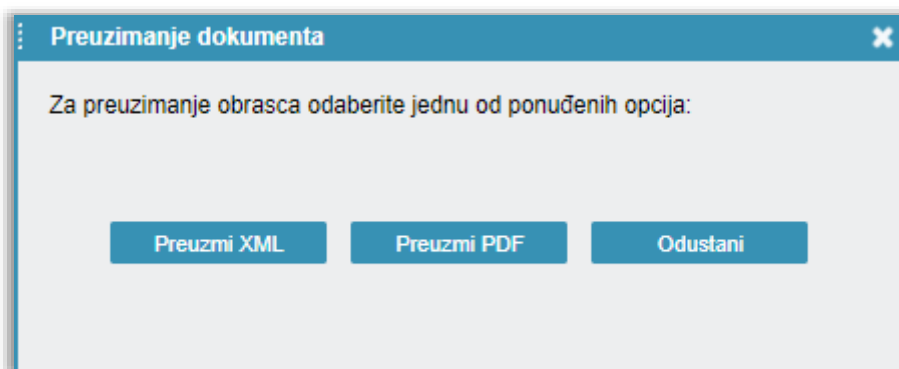 Preuzimanje dokumenta
Za preuzimanje obrasca odaberite jednu od ponuđenih opcija:
Preuzmi XML Preuzmi PDF Odustani